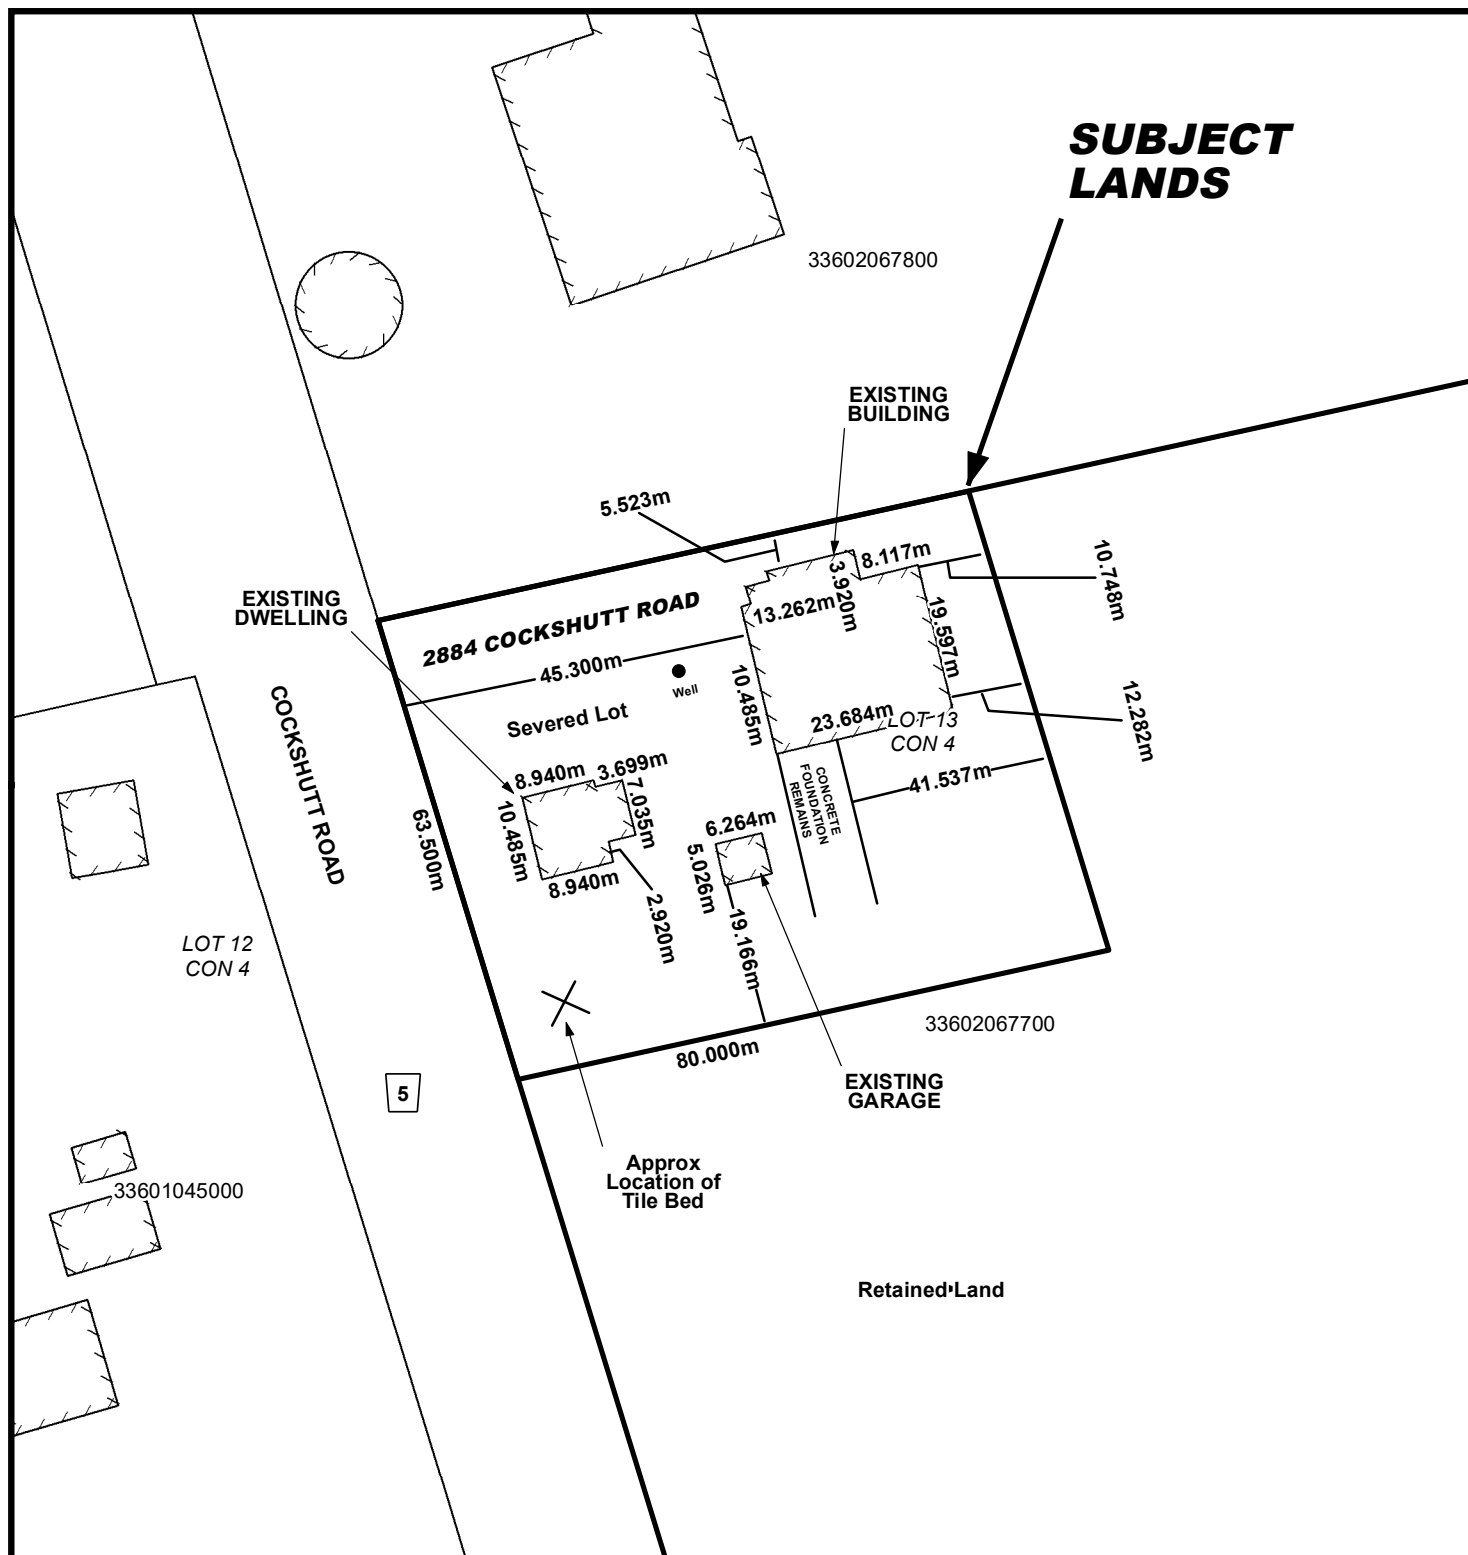 SUBJECT
LANDS
33602067800
EXISTING
BUILDING
5.523m
8.117m
10.748m
3.920m
13.262m
19.597m
EXISTING
DWELLING
2884 COCKSHUTT ROAD
45.300m
Well
10.485m
Severed Lot
23.684m
LOT 13
CON 4
12.282m
COCKSHUTT ROAD
8.940m
3.699m
7.035m
10.485m
8.940m
2.920m
63.500m
CONCRETE
FOUNDATION
REMAINS
41.537m
6.264m
5.026m
19.166m
LOT 12
CON 4
33602067700
80.000m
EXISTING
GARAGE
5
Approx
Location of
Tile Bed
33601045000
Retained Land